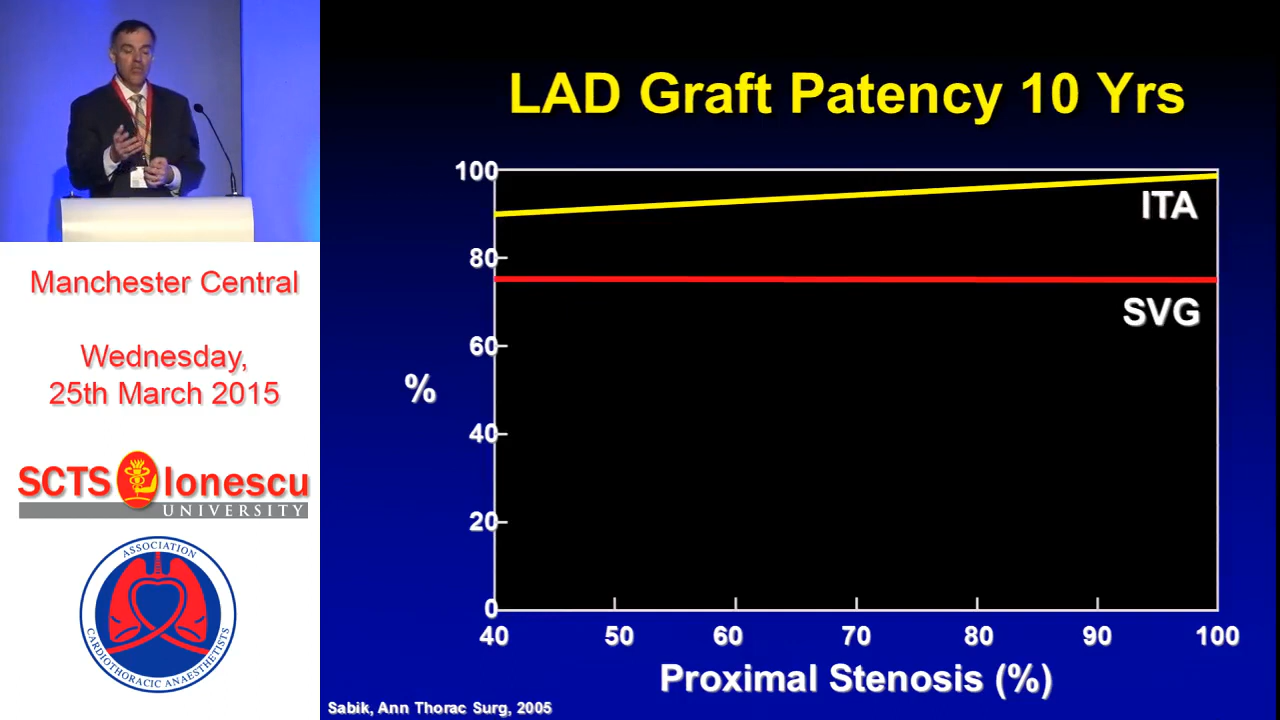 LAD Graft Patency 10 Yrs
100
80
60
40
20
0
%
ITA
SVG
40 50 60 70 80 90 100
Proximal Stenosis (%)
Sabik, Ann Thorac Surg, 2005
Manchester Central
Wednesday,
25th March 2015
SCTS Ionescu
UNIVERSITY
ASSOCIATION
CARDIOTHORACIC ANAESTHETISTS